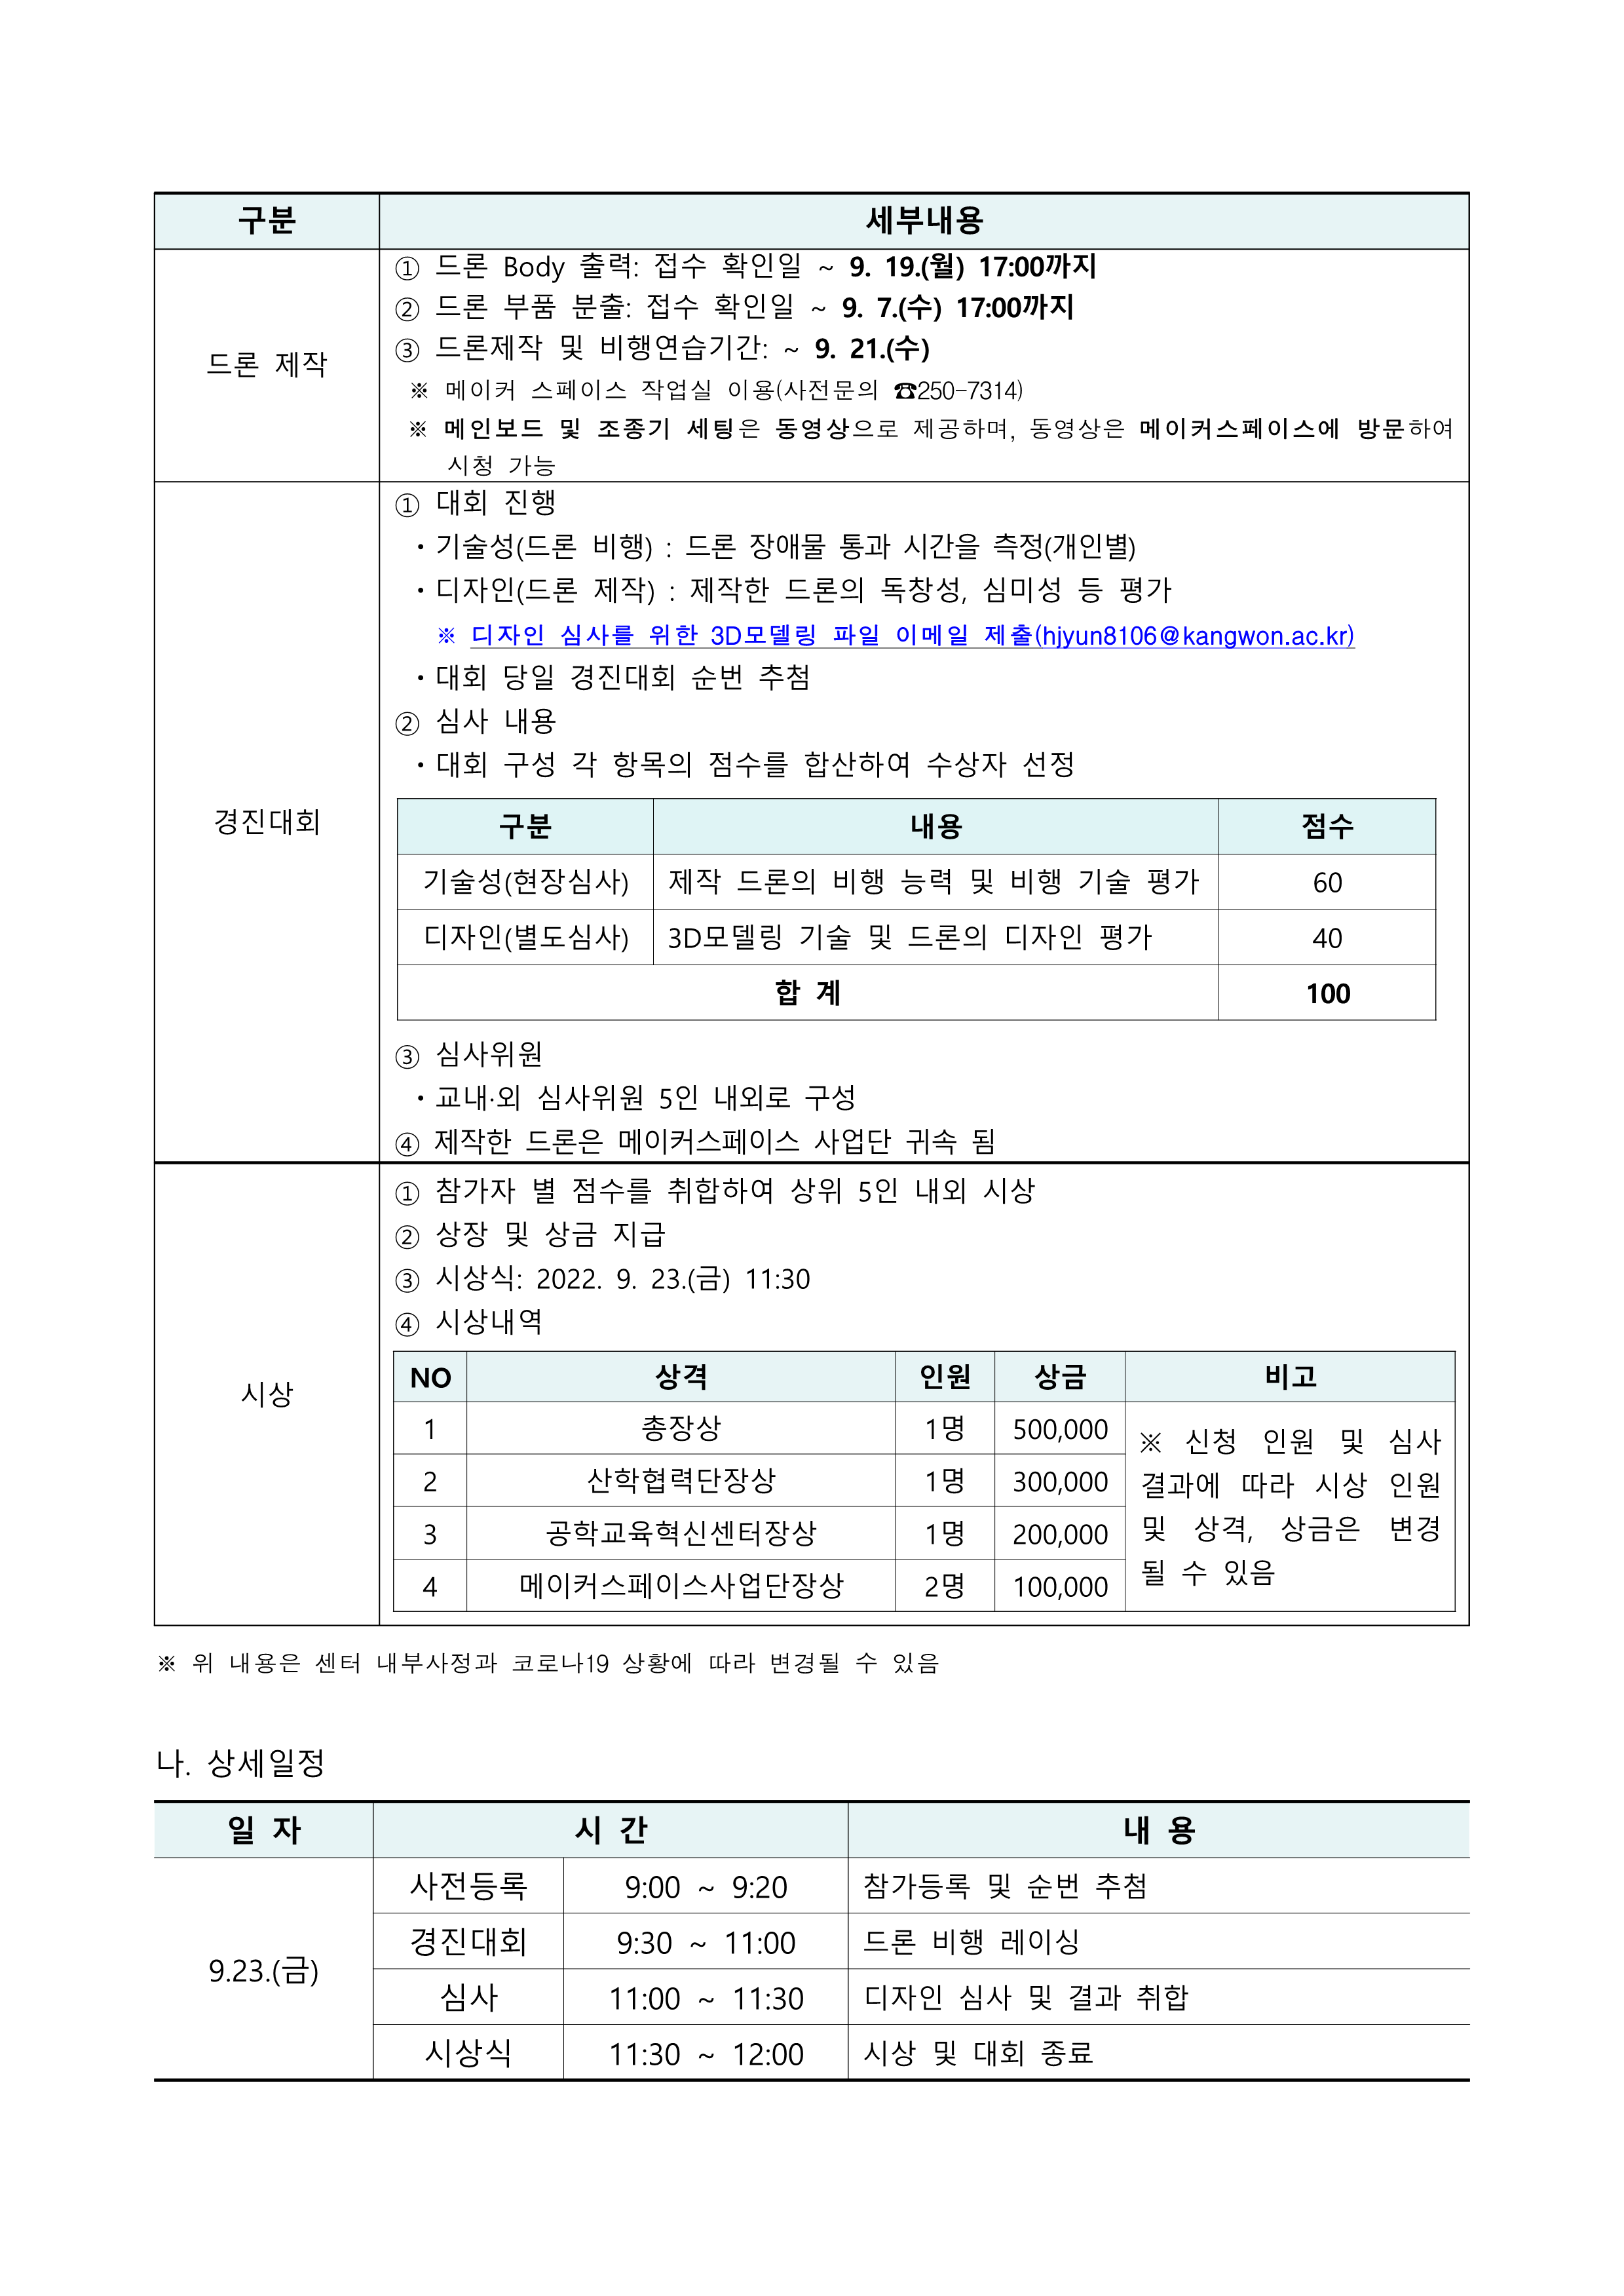 구분 세부내용
드론 제작
① 드론 Body 출력: 접수 확인일 ~ 9. 19.(월) 17:00까지
② 드론 부품 분출: 접수 확인일 ~ 9. 7.(수) 17:00까지
③ 드론제작 및 비행연습기간: ~ 9. 21.(수)
※ 메이커 스페이스 작업실 이용(사전문의 ☎250-7314)
※ 메인보드 및 조종기 세팅은 동영상으로 제공하며, 동영상은 메이커스페이스에 방문하여
시청 가능
경진대회
① 대회 진행
・기술성(드론 비행) : 드론 장애물 통과 시간을 측정(개인별)
・디자인(드론 제작) : 제작한 드론의 독창성, 심미성 등 평가
※ 디자인 심사를 위한 3D모델링 파일 이메일 제출(hjyun8106@kangwon.ac.kr)
・대회 당일 경진대회 순번 추첨
② 심사 내용
・대회 구성 각 항목의 점수를 합산하여 수상자 선정
구분 내용 점수
기술성(현장심사) 제작 드론의 비행 능력 및 비행 기술 평가 60
디자인(별도심사) 3D모델링 기술 및 드론의 디자인 평가 40
합 계 100
③ 심사위원
・교내·외 심사위원 5인 내외로 구성
④ 제작한 드론은 메이커스페이스 사업단 귀속 됨
시상
① 참가자 별 점수를 취합하여 상위 5인 내외 시상
② 상장 및 상금 지급
③ 시상식: 2022. 9. 23.(금) 11:30
④ 시상내역
NO 상격 인원 상금 비고
1 총장상 1명 500,000
2 산학협력단장상 1명 300,000
3 공학교육혁신센터장상 1명 200,000
4 메이커스페이스사업단장상 2명 100,000
※ 신청 인원 및 심사
결과에 따라 시상 인원
및 상격, 상금은 변경
될 수 있음
※ 위 내용은 센터 내부사정과 코로나19 상황에 따라 변경될 수 있음
나. 상세일정
일 자 시 간 내 용
9.23.(금)
사전등록 9:00 ~ 9:20 참가등록 및 순번 추첨
경진대회 9:30 ~ 11:00 드론 비행 레이싱
심사 11:00 ~ 11:30 디자인 심사 및 결과 취합
시상식 11:30 ~ 12:00 시상 및 대회 종료